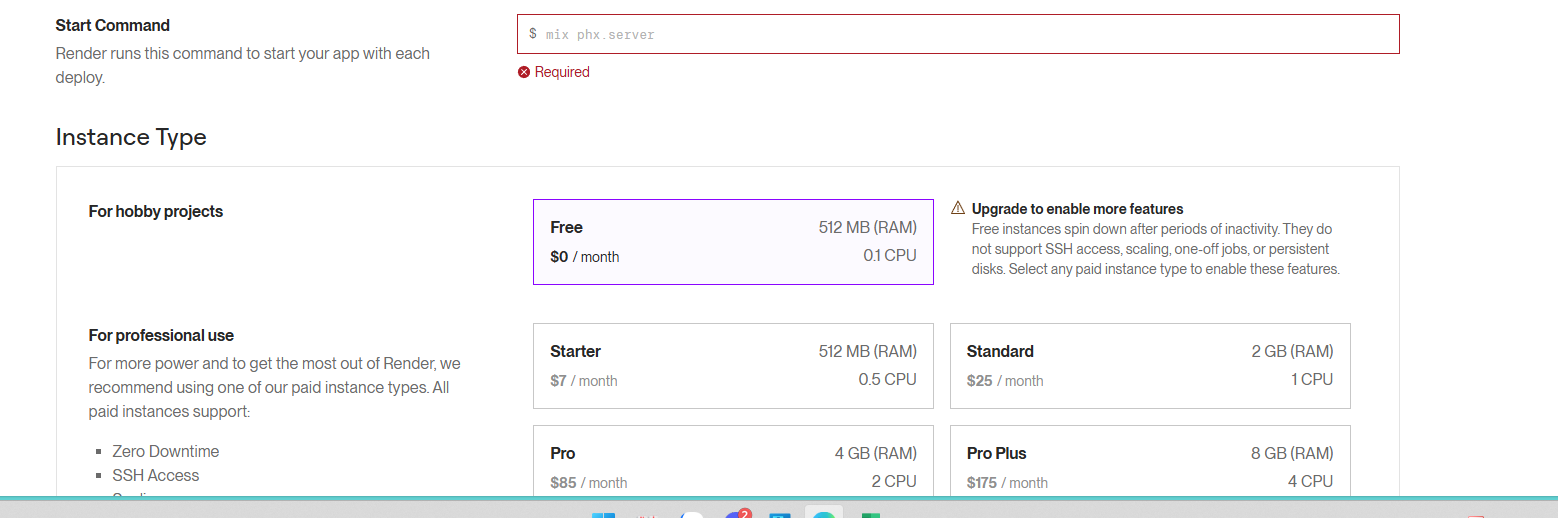 Start Command
Render runs this command to start your app with each
deploy.
$ mix phx.server
Required
Instance Type
For hobby projects
Free 512 MB (RAM)
$0 / month 0.1 CPU
Upgrade to enable more features
Free instances spin down after periods of inactivity. They do
not support SSH access, scaling, one-off jobs, or persistent
disks. Select any paid instance type to enable these features.
For professional use
For more power and to get the most out of Render, we
recommend using one of our paid instance types. All
paid instances support:
Zero Downtime
SSH Access
Starter 512 MB (RAM)
$7 / month 0.5 CPU
Standard 2 GB (RAM)
$25 / month 1 CPU
Pro 4 GB (RAM)
$85 / month 2 CPU
Pro Plus 8 GB (RAM)
$175 / month 4 CPU
2